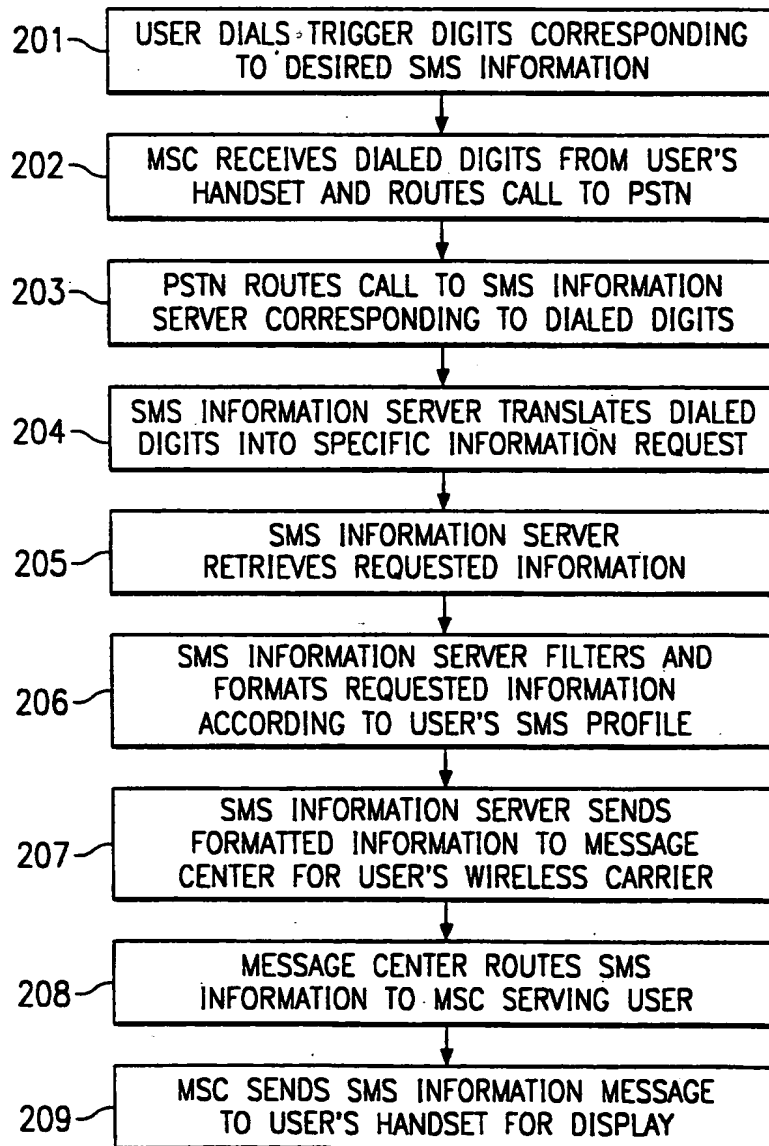 201
USER DIALS TRIGGER DIGITS CORRESPONDING
TO DESIRED SMS INFORMATION
202
MSC RECEIVES DIALED DIGITS FROM USER'S
HANDSET AND ROUTES CALL TO PSTN
203
PSTN ROUTES CALL TO SMS INFORMATION
SERVER CORRESPONDING TO DIALED DIGITS
204
SMS INFORMATION SERVER TRANSLATES DIALED
DIGITS INTO SPECIFIC INFORMATION REQUEST
205
SMS INFORMATION SERVER
RETRIEVES REQUESTED INFORMATION
206
SMS INFORMATION SERVER FILTERS AND
FORMATS REQUESTED INFORMATION
ACCORDING TO USER'S SMS PROFILE
207
SMS INFORMATION SERVER SENDS
FORMATTED INFORMATION TO MESSAGE
CENTER FOR USER'S WIRELESS CARRIER
208
MESSAGE CENTER ROUTES SMS
INFORMATION TO MSC SERVING USER
209
MSC SENDS SMS INFORMATION MESSAGE
TO USER'S HANDSET FOR DISPLAY